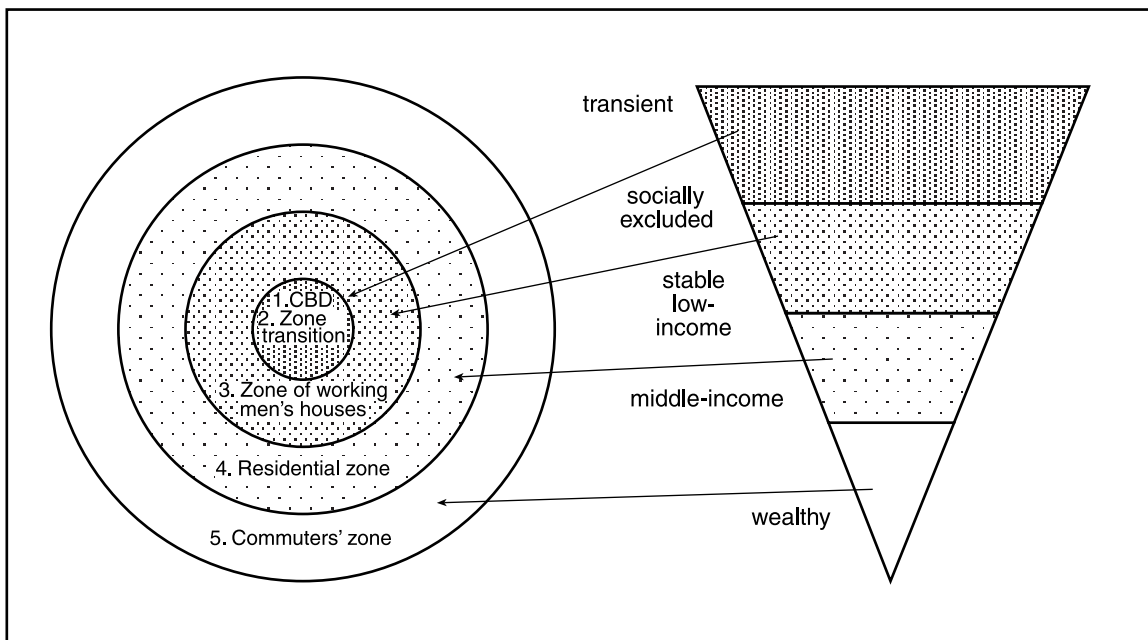 1.CBD
2. Zone
transition
3. Zone of working
men's houses
4. Residential zone
5. Commuters' zone
transient
socially
excluded
stable
low-
income
middle-income
wealthy